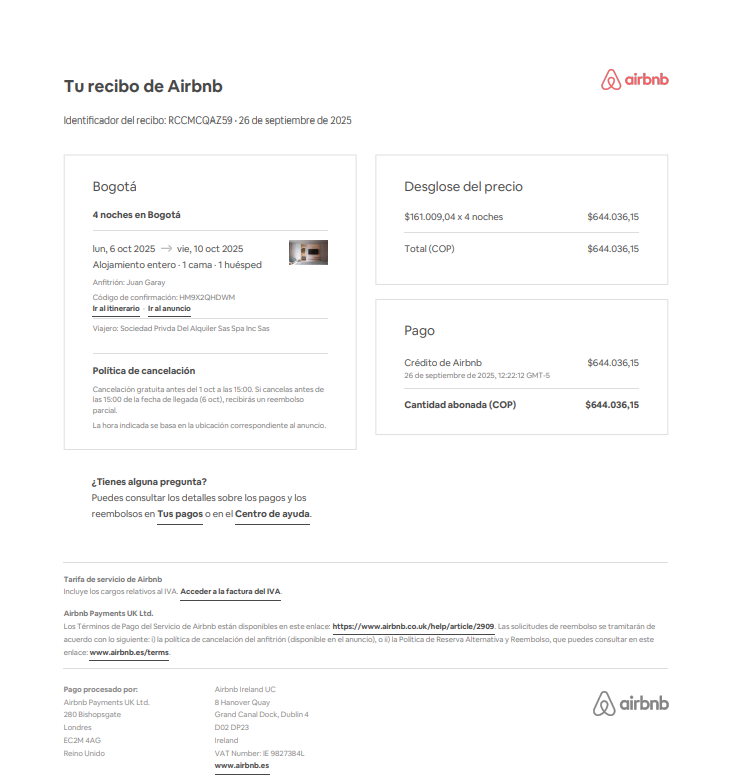 Tu recibo de Airbnb
airbnb
Identificador del recibo: RCCMCQAZ59 · 26 de septiembre de 2025
Bogotá
4 noches en Bogotá
lun, 6 oct 2025 → vie, 10 oct 2025
Alojamiento entero · 1 cama · 1 huésped
Anfitrión: Juan Garay
Código de confirmación: HM9X2QHDWM
Ir al itinerario · Ir al anuncio
Viajero: Sociedad Privda Del Alquiler Sas Spa Inc Sas
Política de cancelación
Cancelación gratuita antes del 1 oct a las 15:00. Si cancelas antes de
las 15:00 de la fecha de llegada (6 oct), recibirás un reembolso
parcial.
La hora indicada se basa en la ubicación correspondiente al anuncio.
Desglose del precio
$161.009,04 x 4 noches $644.036,15
Total (COP) $644.036,15
Pago
Crédito de Airbnb $644.036,15
26 de septiembre de 2025, 12:22:12 GMT-5
Cantidad abonada (COP) $644.036,15
¿Tienes alguna pregunta?
Puedes consultar los detalles sobre los pagos y los
reembolsos en Tus pagos o en el Centro de ayuda.
Tarifa de servicio de Airbnb
Incluye los cargos relativos al IVA. Acceder a la factura del IVA.
Airbnb Payments UK Ltd.
Los Términos de Pago del Servicio de Airbnb están disponibles en este enlace: https://www.airbnb.co.uk/help/article/2909. Las solicitudes de reembolso se tramitarán de
acuerdo con lo siguiente: i) la política de cancelación del anfitrión (disponible en el anuncio), o ii) la Política de Reserva Alternativa y Reembolso, que puedes consultar en este
enlace: www.airbnb.es/terms.
Pago procesado por:
Airbnb Payments UK Ltd.
280 Bishopsgate
Londres
EC2M 4AG
Reino Unido
Airbnb Ireland UC
8 Hanover Quay
Grand Canal Dock, Dublin 4
D02 DP23
Ireland
VAT Number: IE 9827384L
www.airbnb.es
airbnb